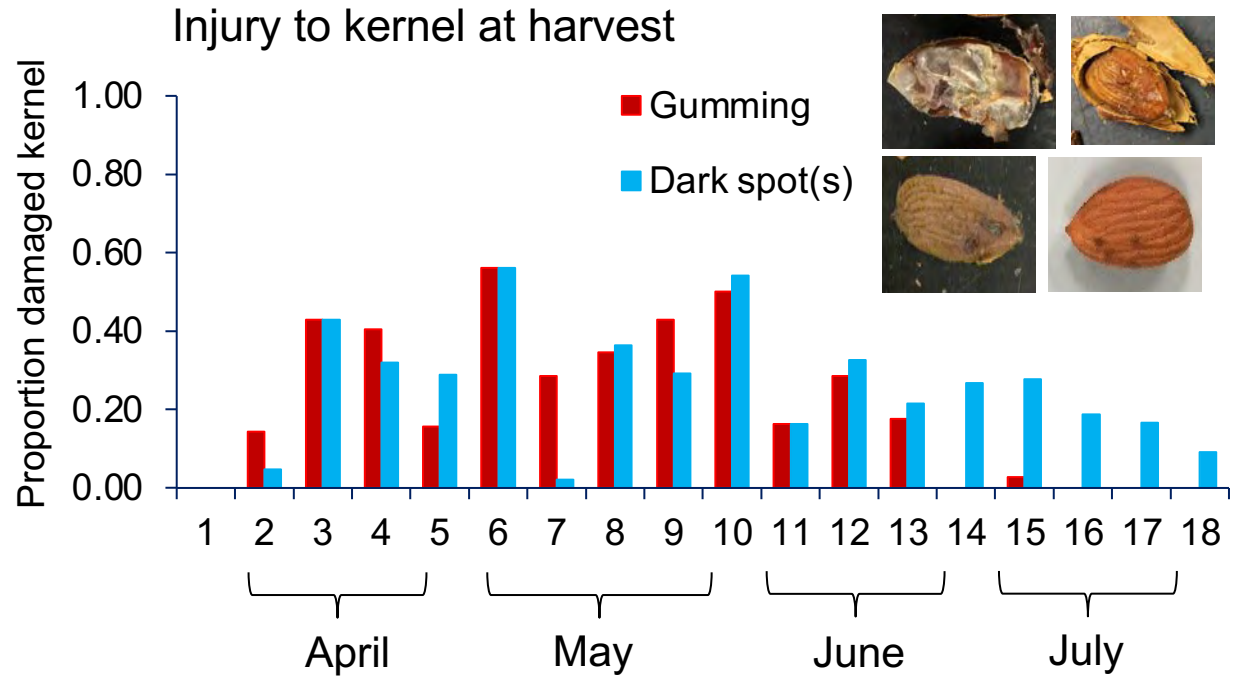 Injury to kernel at harvest
Proportion damaged kernel
1.00
0.80
0.60
0.40
0.20
0.00
Gumming
Dark spot(s)
1 2 3 4 5 6 7 8 9 10 11 12 13 14 15 16 17 18
April May June July